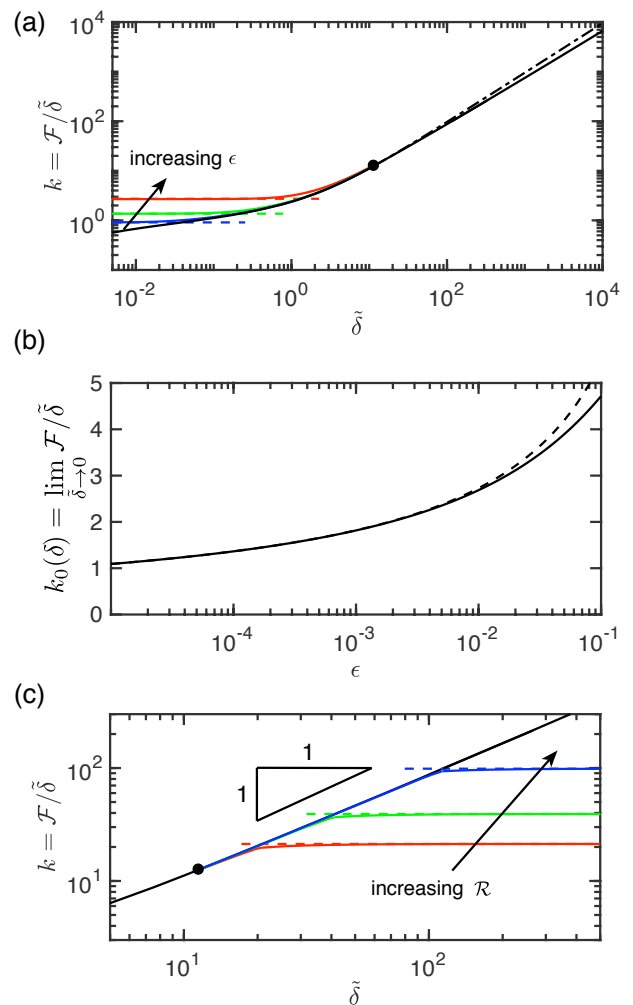 (a)
10^4
10^2
10^0
k = ℱ/δ̃
increasing ϵ
10^-2 10^0 10^2 10^4
δ̃
(b)
5
4
3
2
1
0
k_0(δ̃) = lim_{δ̃→0} ℱ/δ̃
10^-4 10^-3 10^-2 10^-1
ϵ
(c)
10^2
10^1
k = ℱ/δ̃
1
1
increasing ℛ
10^1 10^2
δ̃